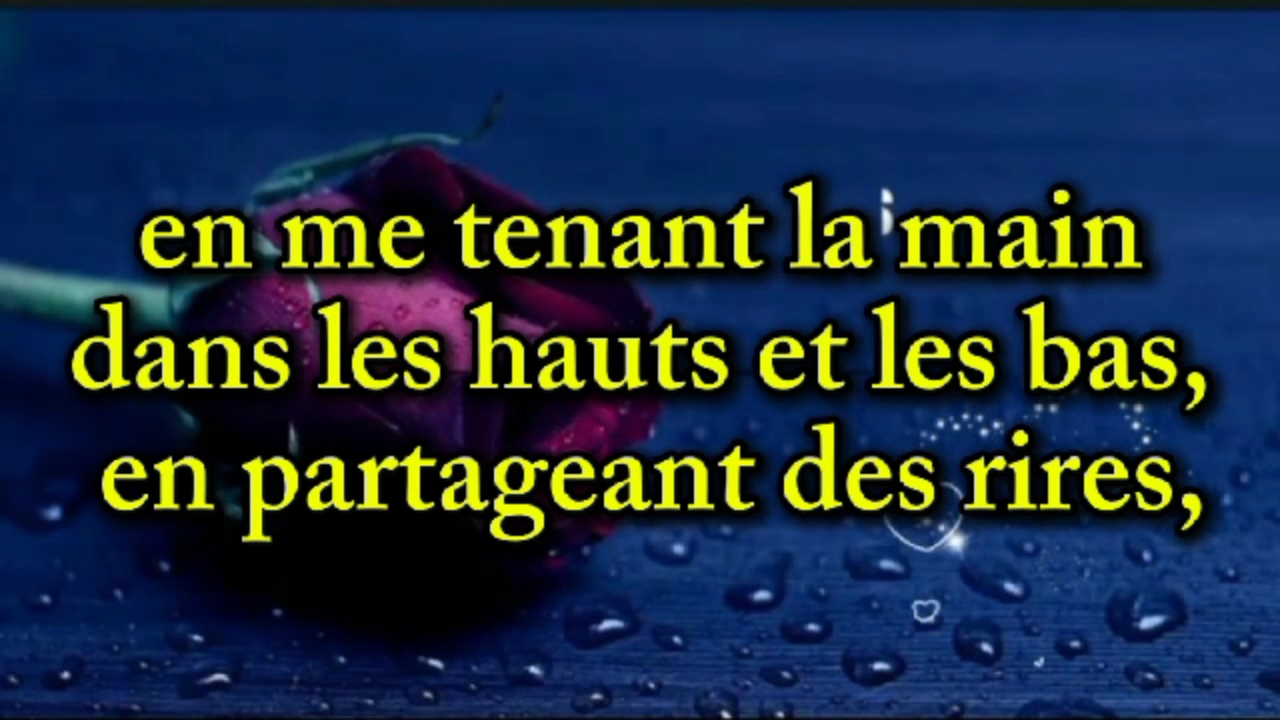 en me tenant la main
dans les hauts et les bas,
en partageant des rires,